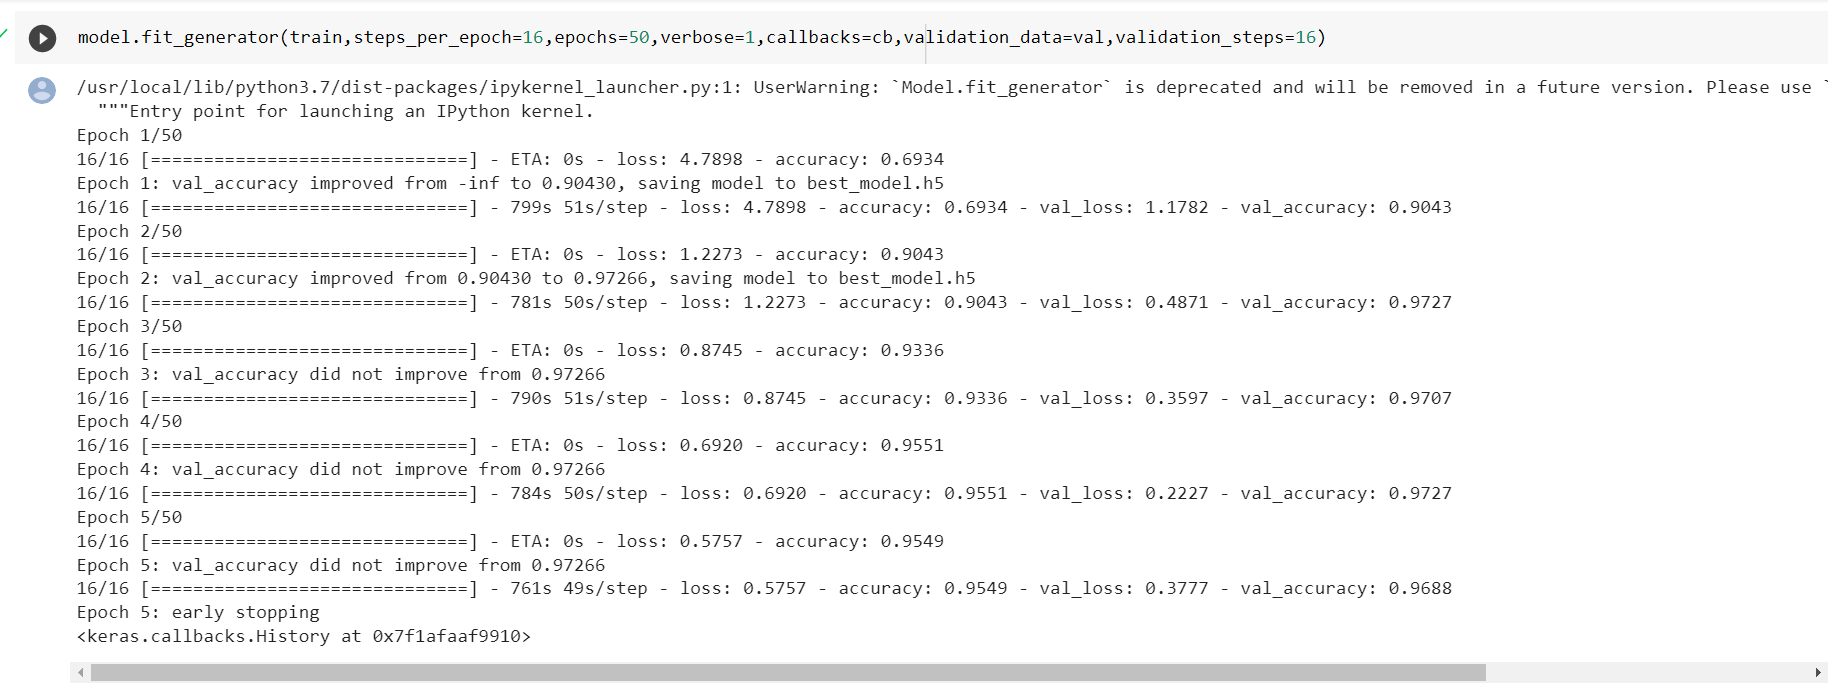 model.fit_generator(train,steps_per_epoch=16,epochs=50,verbose=1,callbacks=cb,validation_data=val,validation_steps=16)
/usr/local/lib/python3.7/dist-packages/ipykernel_launcher.py:1: UserWarning: `Model.fit_generator` is deprecated and will be removed in a future version. Please use `
"""Entry point for launching an IPython kernel.
Epoch 1/50
16/16 [==============================] - ETA: 0s - loss: 4.7898 - accuracy: 0.6934
Epoch 1: val_accuracy improved from -inf to 0.90430, saving model to best_model.h5
16/16 [==============================] - 799s 51s/step - loss: 4.7898 - accuracy: 0.6934 - val_loss: 1.1782 - val_accuracy: 0.9043
Epoch 2/50
16/16 [==============================] - ETA: 0s - loss: 1.2273 - accuracy: 0.9043
Epoch 2: val_accuracy improved from 0.90430 to 0.97266, saving model to best_model.h5
16/16 [==============================] - 781s 50s/step - loss: 1.2273 - accuracy: 0.9043 - val_loss: 0.4871 - val_accuracy: 0.9727
Epoch 3/50
16/16 [==============================] - ETA: 0s - loss: 0.8745 - accuracy: 0.9336
Epoch 3: val_accuracy did not improve from 0.97266
16/16 [==============================] - 790s 51s/step - loss: 0.8745 - accuracy: 0.9336 - val_loss: 0.3597 - val_accuracy: 0.9707
Epoch 4/50
16/16 [==============================] - ETA: 0s - loss: 0.6920 - accuracy: 0.9551
Epoch 4: val_accuracy did not improve from 0.97266
16/16 [==============================] - 784s 50s/step - loss: 0.6920 - accuracy: 0.9551 - val_loss: 0.2227 - val_accuracy: 0.9727
Epoch 5/50
16/16 [==============================] - ETA: 0s - loss: 0.5757 - accuracy: 0.9549
Epoch 5: val_accuracy did not improve from 0.97266
16/16 [==============================] - 761s 49s/step - loss: 0.5757 - accuracy: 0.9549 - val_loss: 0.3777 - val_accuracy: 0.9688
Epoch 5: early stopping
<keras.callbacks.History at 0x7f1afaaf9910>